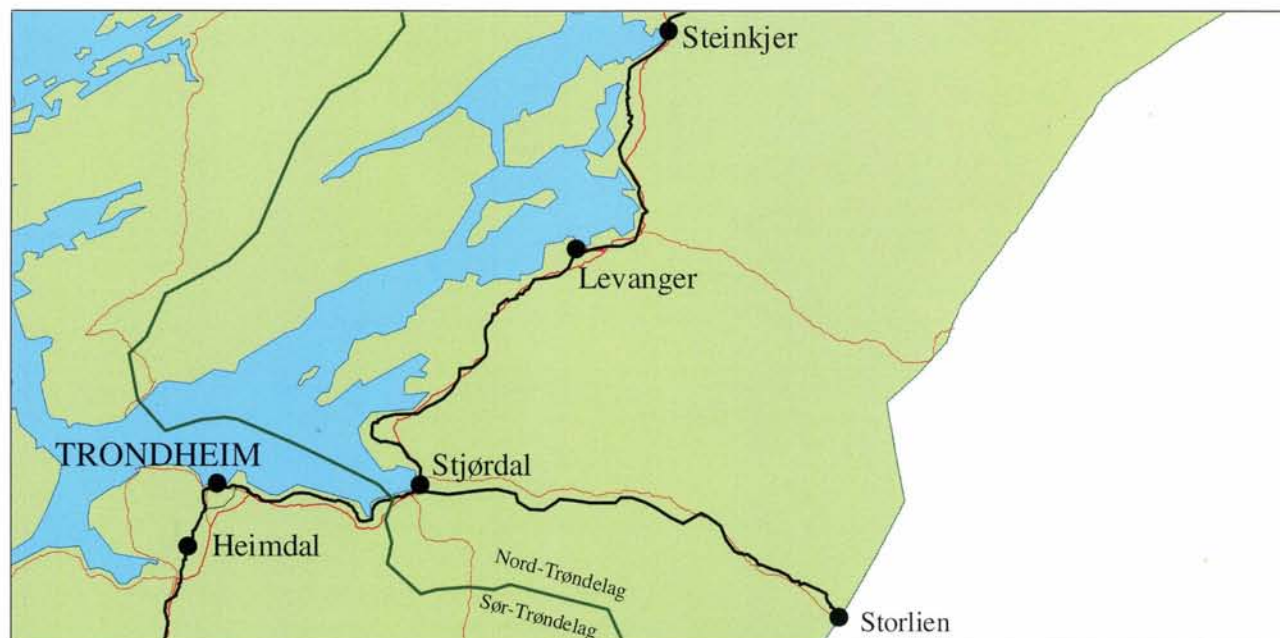 Steinkjer
Levanger
TRONDHEIM
Stjørdal
Heimdal
Nord-Trøndelag
Sør-Trøndelag
Storlien